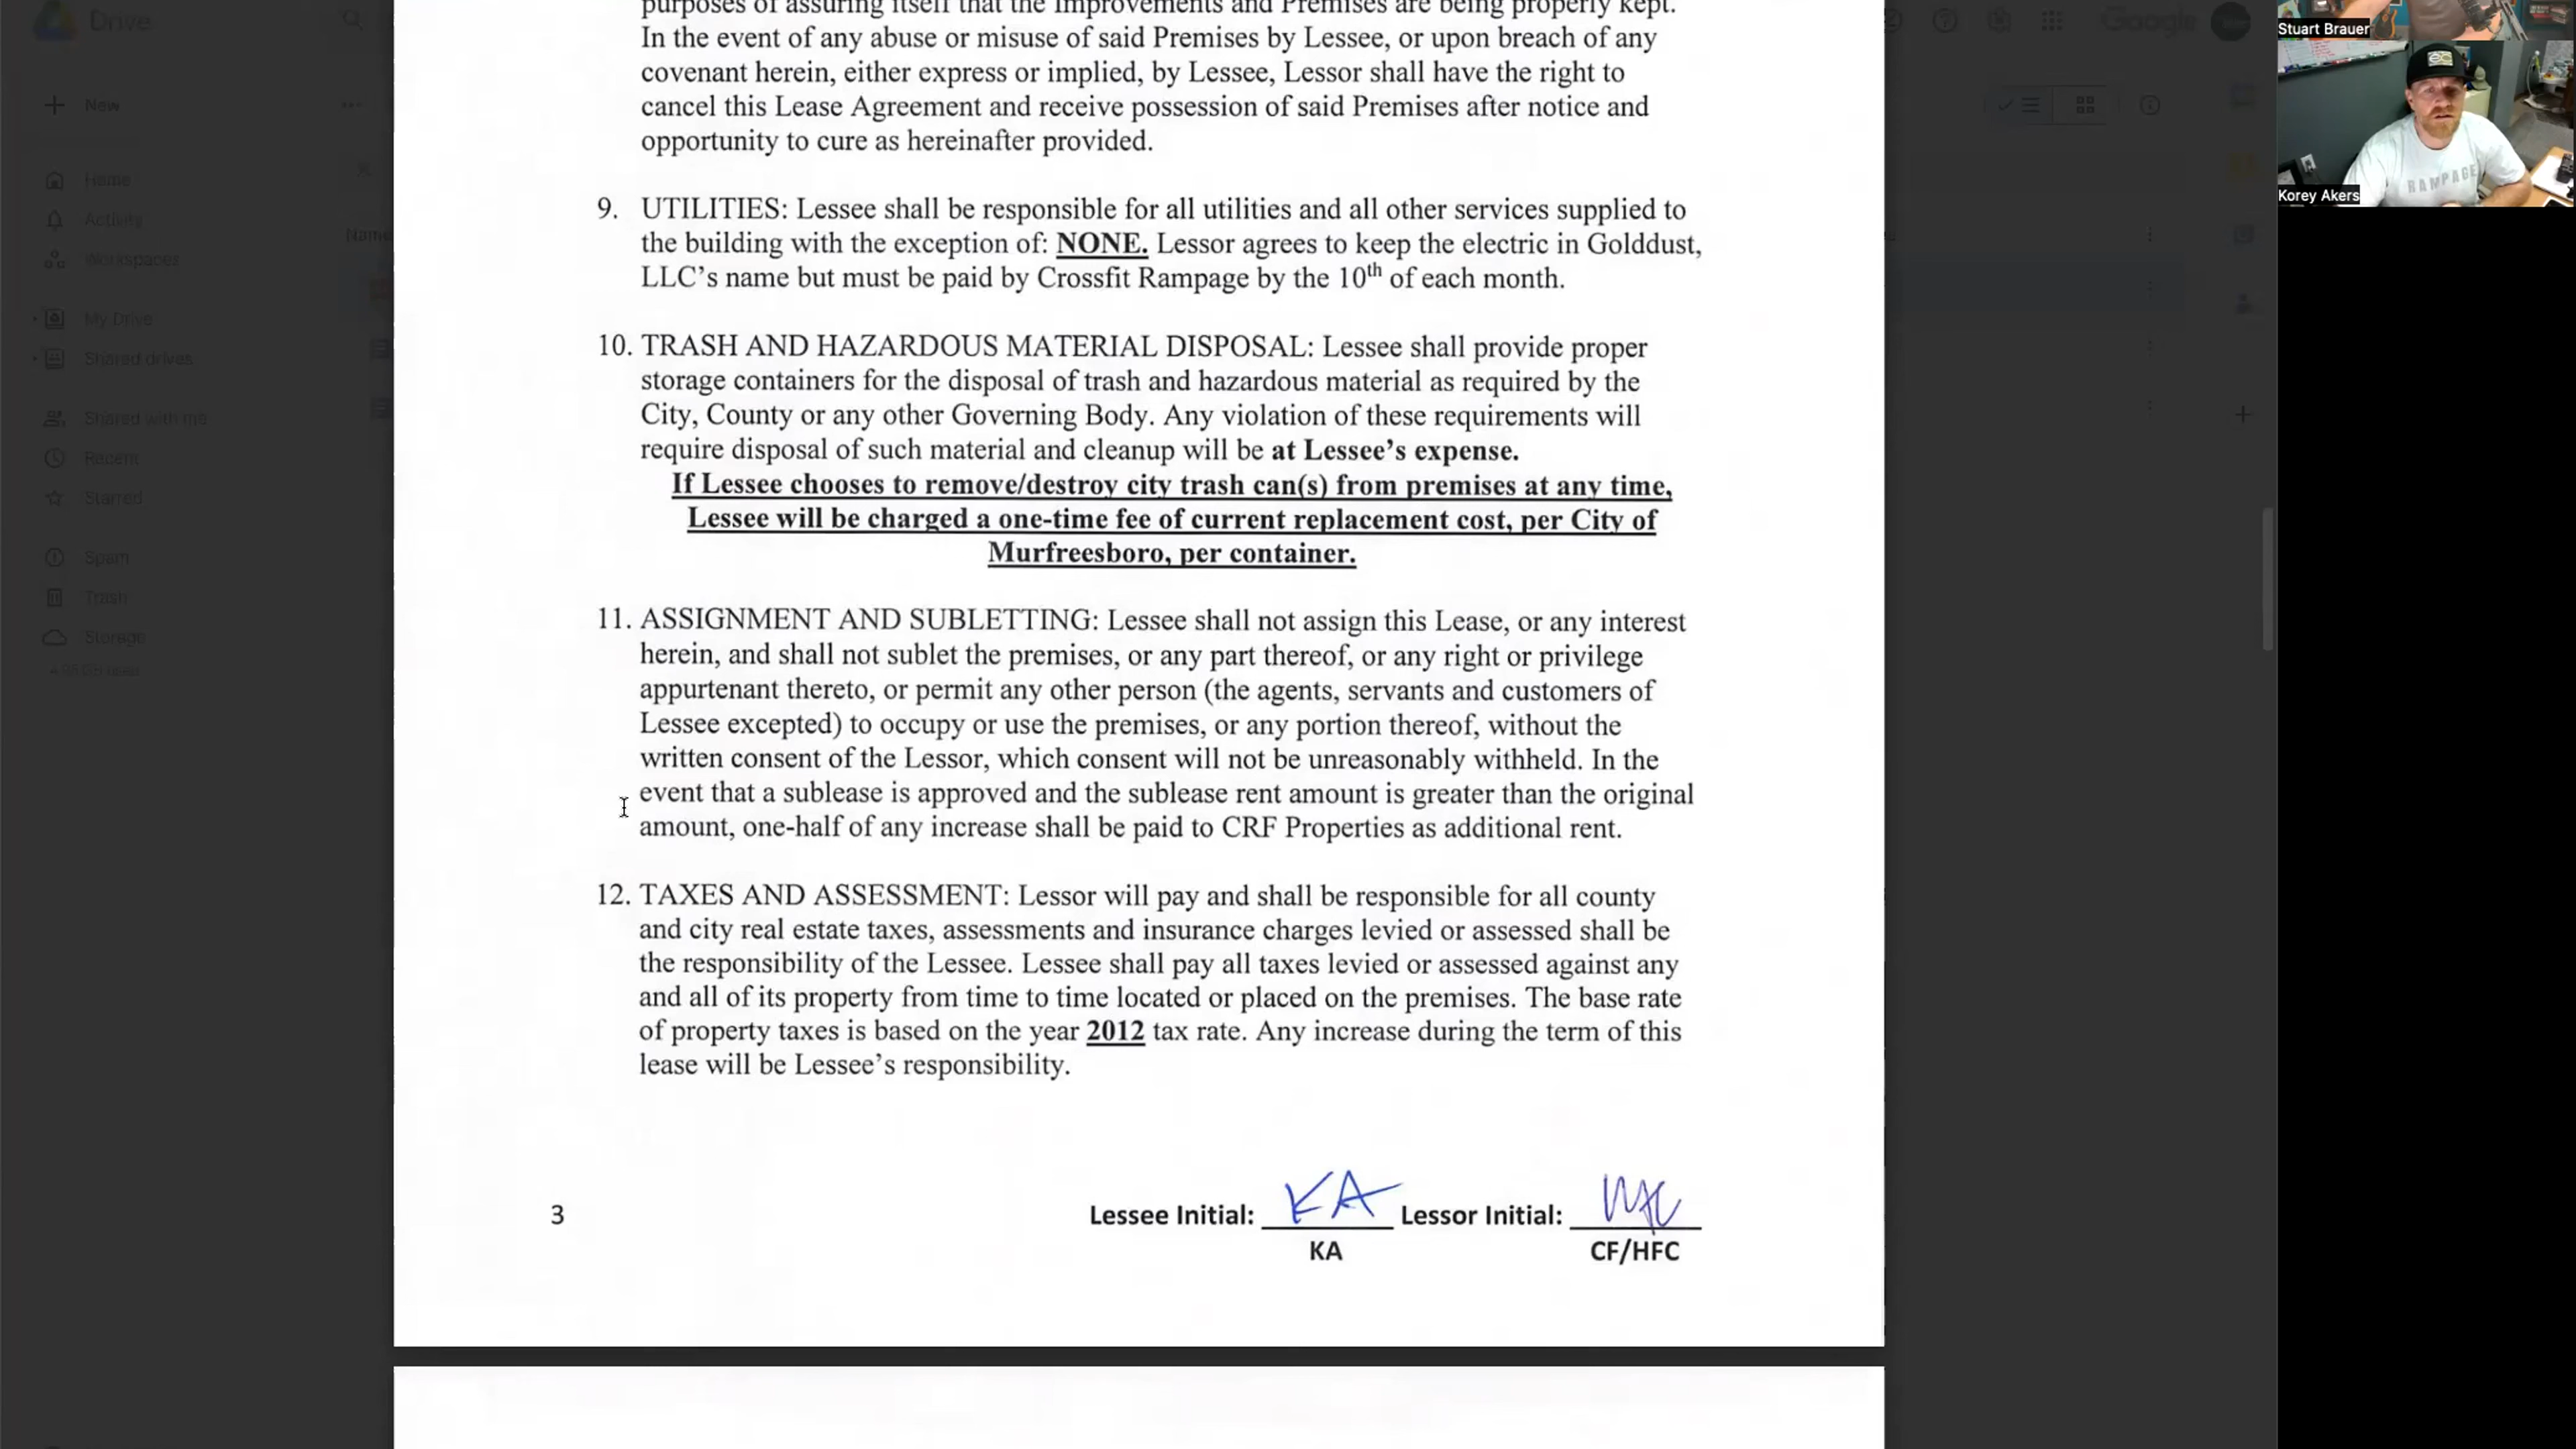 Drive
Google
Stuart Brauer
New
Home
Activity
Workspaces
My Drive
Shared drives
Shared with me
Recent
Starred
Spam
Trash
Storage
Name
purposes of assuring itself that the Improvements and Premises are being properly kept.
In the event of any abuse or misuse of said Premises by Lessee, or upon breach of any
covenant herein, either express or implied, by Lessee, Lessor shall have the right to
cancel this Lease Agreement and receive possession of said Premises after notice and
opportunity to cure as hereinafter provided.
9. UTILITIES: Lessee shall be responsible for all utilities and all other services supplied to
the building with the exception of: NONE. Lessor agrees to keep the electric in Golddust,
LLC’s name but must be paid by Crossfit Rampage by the 10th of each month.
10. TRASH AND HAZARDOUS MATERIAL DISPOSAL: Lessee shall provide proper
storage containers for the disposal of trash and hazardous material as required by the
City, County or any other Governing Body. Any violation of these requirements will
require disposal of such material and cleanup will be at Lessee’s expense.
If Lessee chooses to remove/destroy city trash can(s) from premises at any time,
Lessee will be charged a one-time fee of current replacement cost, per City of
Murfreesboro, per container.
11. ASSIGNMENT AND SUBLETTING: Lessee shall not assign this Lease, or any interest
herein, and shall not sublet the premises, or any part thereof, or any right or privilege
appurtenant thereto, or permit any other person (the agents, servants and customers of
Lessee excepted) to occupy or use the premises, or any portion thereof, without the
written consent of the Lessor, which consent will not be unreasonably withheld. In the
event that a sublease is approved and the sublease rent amount is greater than the original
amount, one-half of any increase shall be paid to CRF Properties as additional rent.
12. TAXES AND ASSESSMENT: Lessor will pay and shall be responsible for all county
and city real estate taxes, assessments and insurance charges levied or assessed shall be
the responsibility of the Lessee. Lessee shall pay all taxes levied or assessed against any
and all of its property from time to time located or placed on the premises. The base rate
of property taxes is based on the year 2012 tax rate. Any increase during the term of this
lease will be Lessee’s responsibility.
3 Lessee Initial: KA Lessor Initial:
KA CF/HFC
RAMPAGE
Korey Akers